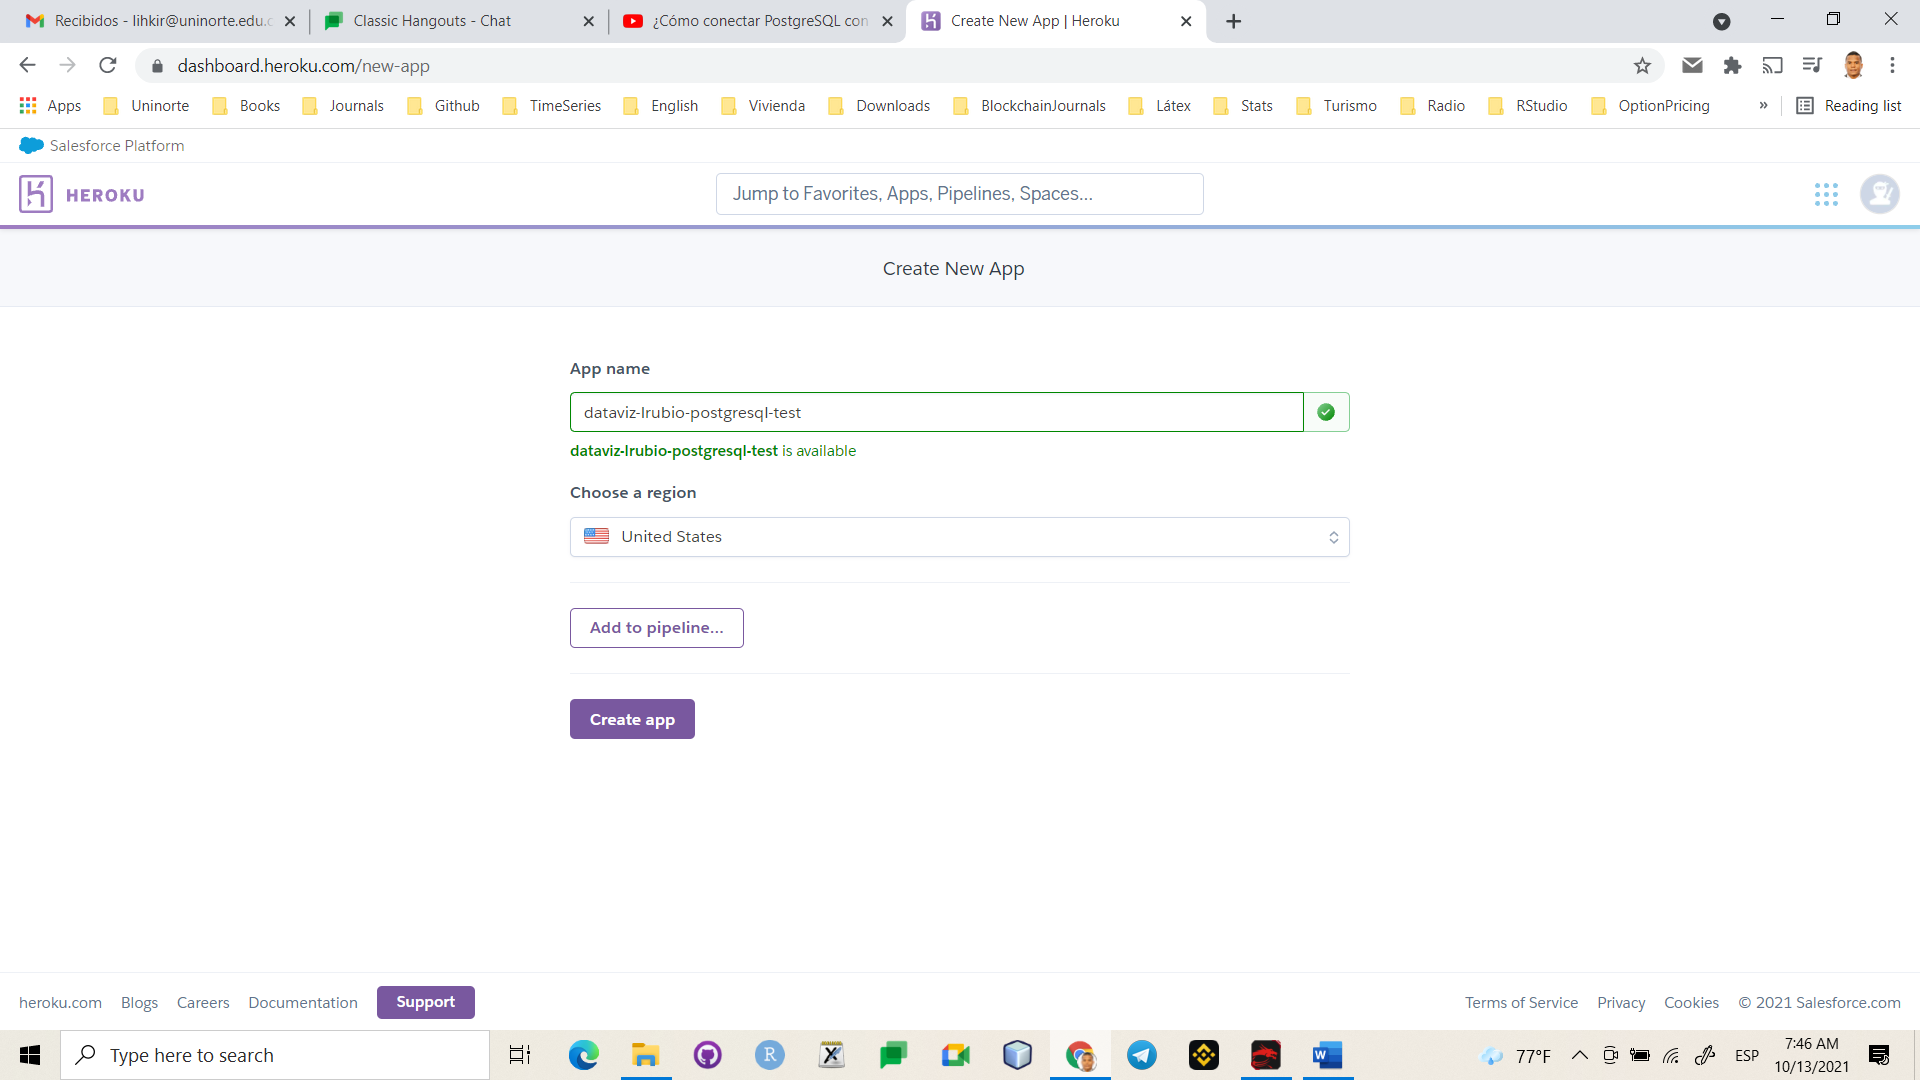 Recibidos - lihkir@uninorte.edu.c
Classic Hangouts - Chat
¿Cómo conectar PostgreSQL con
Create New App | Heroku
dashboard.heroku.com/new-app
Apps
Uninorte
Books
Journals
Github
TimeSeries
English
Vivienda
Downloads
BlockchainJournals
Látex
Stats
Turismo
Radio
RStudio
OptionPricing
»
Reading list
Salesforce Platform
HEROKU
Jump to Favorites, Apps, Pipelines, Spaces...
Create New App
App name
dataviz-lrubio-postgresql-test
dataviz-lrubio-postgresql-test is available
Choose a region
United States
Add to pipeline...
Create app
heroku.com
Blogs
Careers
Documentation
Support
Terms of Service
Privacy
Cookies
© 2021 Salesforce.com
Type here to search
77°F
ESP
7:46 AM
10/13/2021